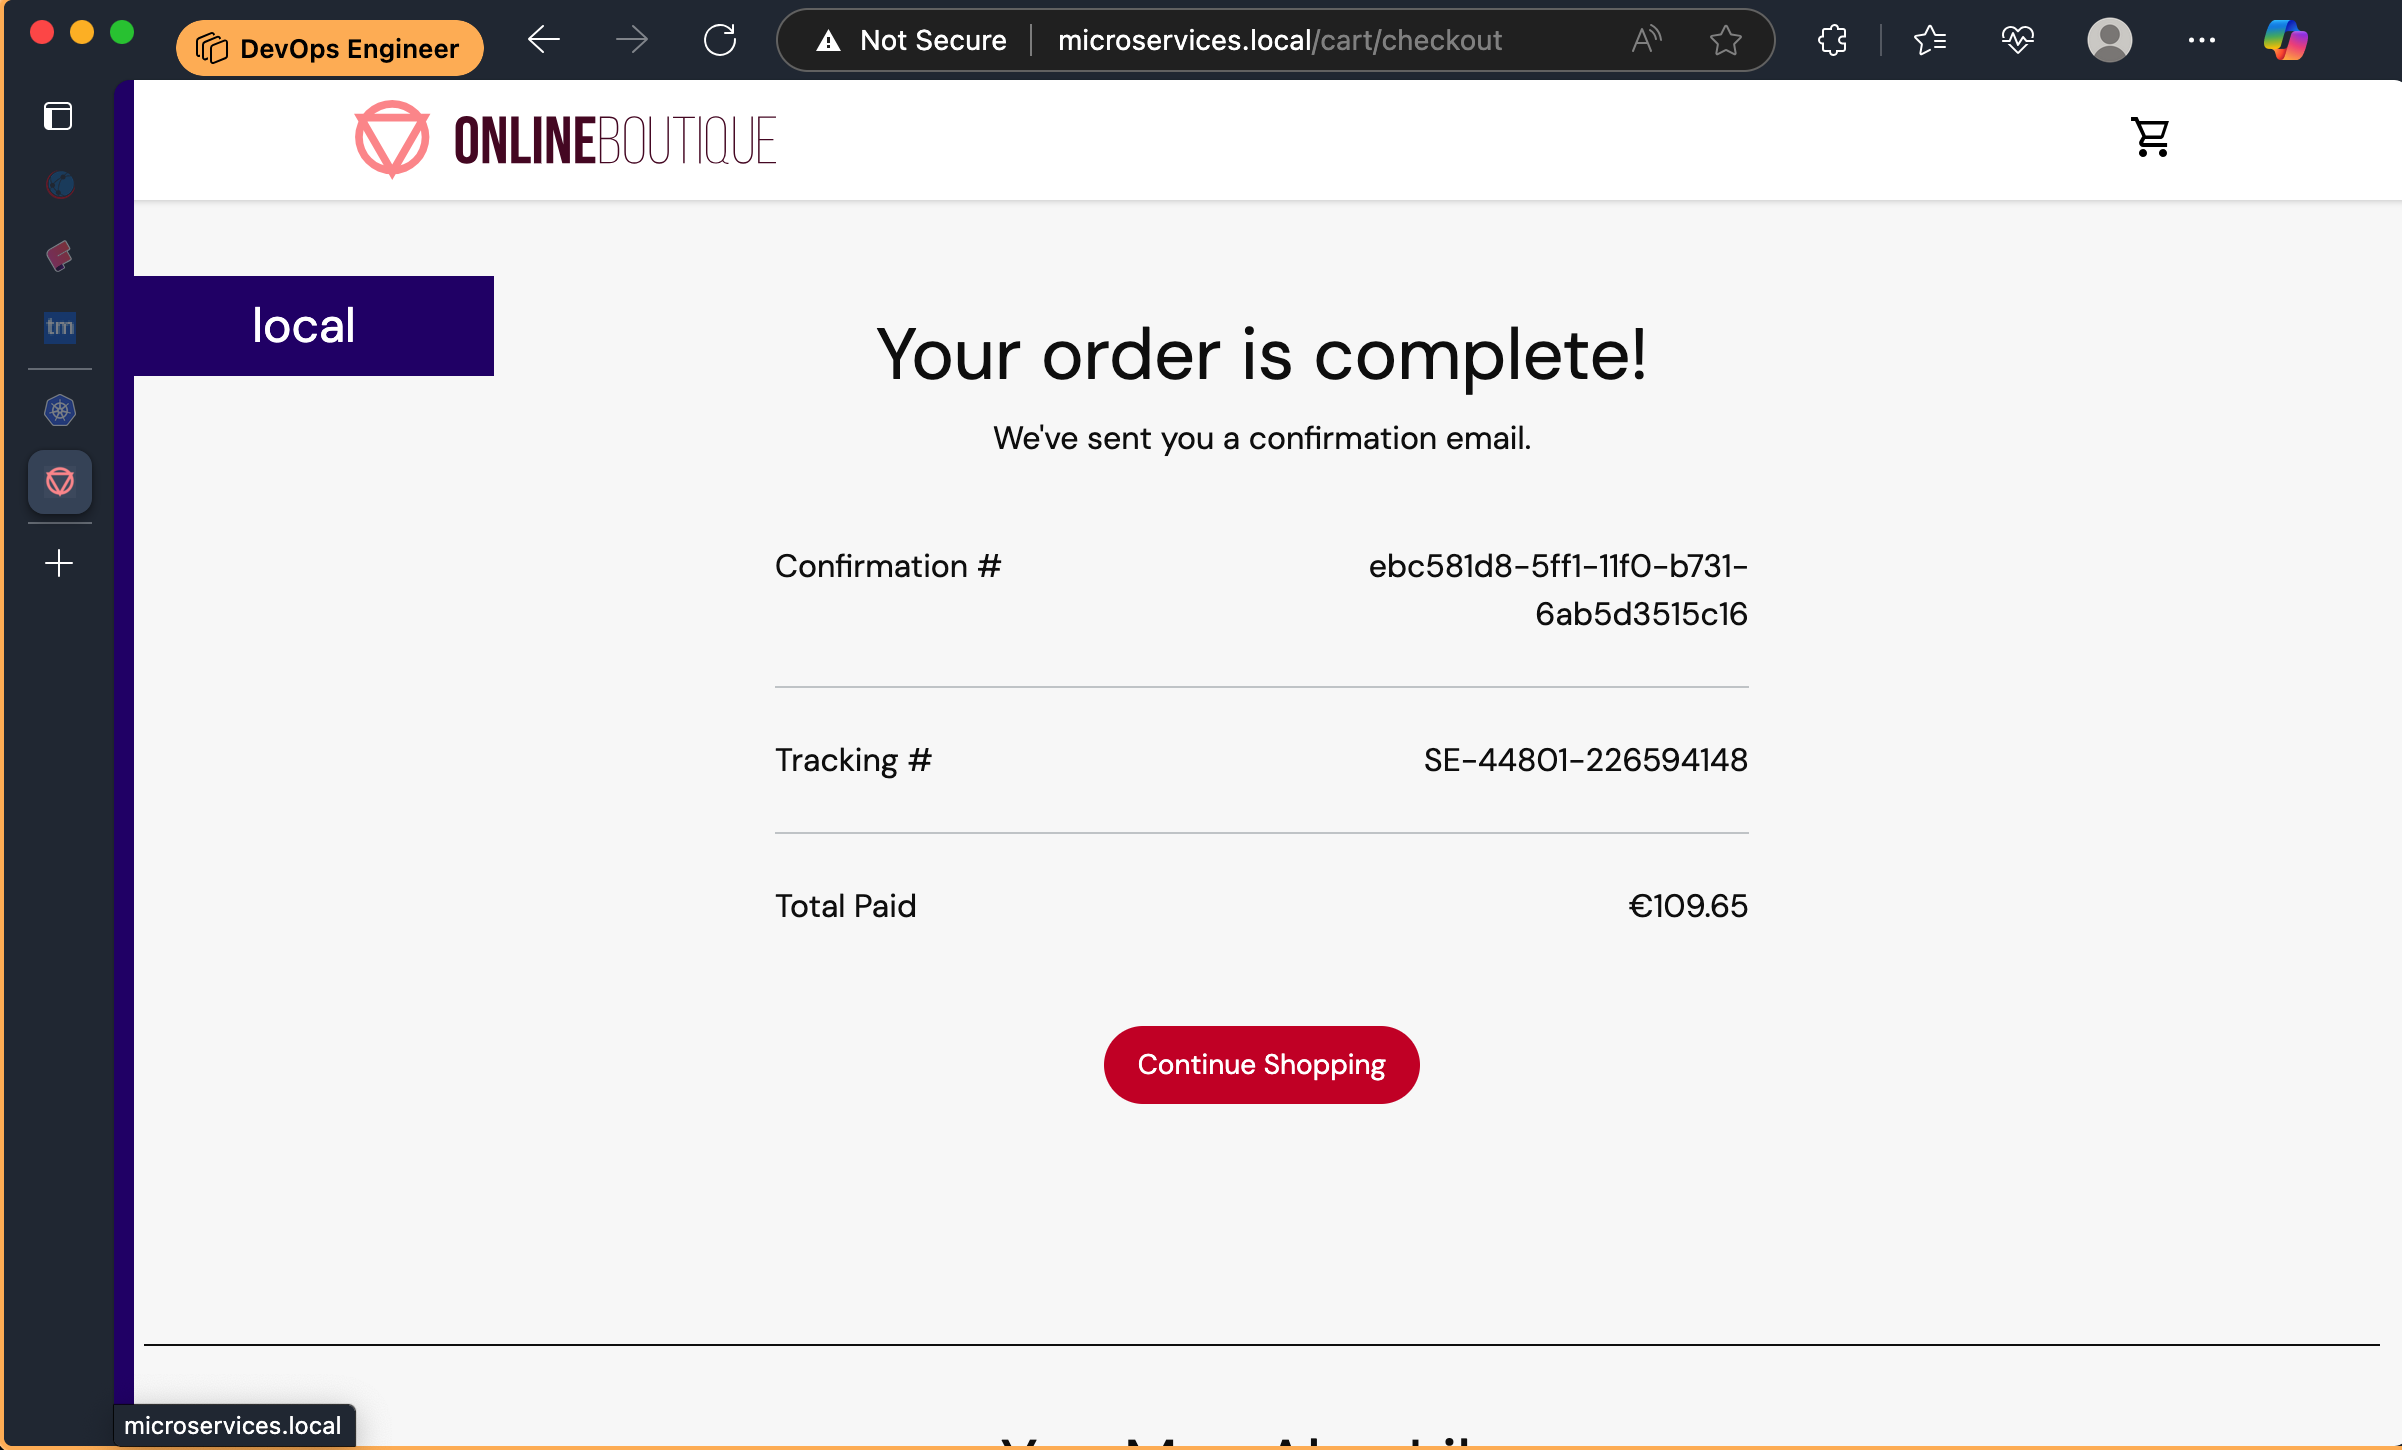 DevOps Engineer
Not Secure
microservices.local/cart/checkout
tm
ONLINEBOUTIQUE
local
Your order is complete!
We've sent you a confirmation email.
Confirmation #
ebc581d8-5ff1-11f0-b731-
6ab5d3515c16
Tracking #
SE-44801-226594148
Total Paid
€109.65
Continue Shopping
microservices.local